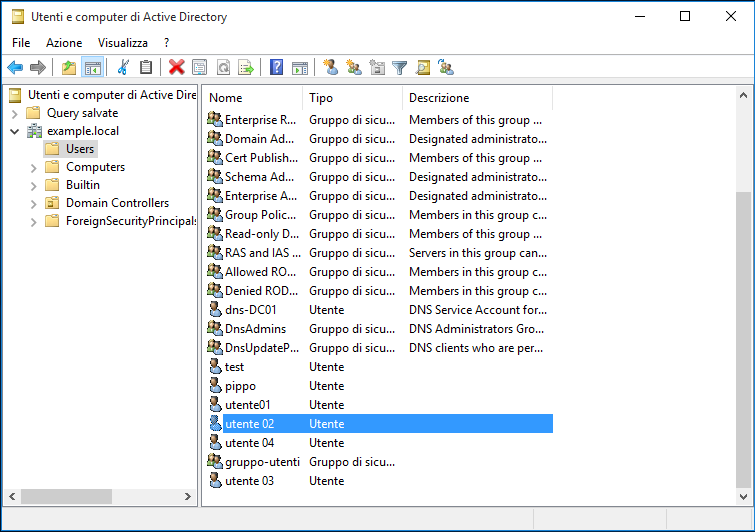 Utenti e computer di Active Directory
File Azione Visualizza ?
Utenti e computer di Active Dire
Query salvate
example.local
Users
Computers
Builtin
Domain Controllers
ForeignSecurityPrincipals
Nome Tipo Descrizione
Enterprise R... Gruppo di sicu... Members of this group ...
Domain Ad... Gruppo di sicu... Designated administrato...
Cert Publish... Gruppo di sicu... Members of this group ...
Schema Ad... Gruppo di sicu... Designated administrato...
Enterprise A... Gruppo di sicu... Designated administrato...
Group Polic... Gruppo di sicu... Members in this group c...
Read-only D... Gruppo di sicu... Members of this group ...
RAS and IAS ... Gruppo di sicu... Servers in this group can...
Allowed RO... Gruppo di sicu... Members in this group c...
Denied ROD... Gruppo di sicu... Members in this group c...
dns-DC01 Utente DNS Service Account for...
DnsAdmins Gruppo di sicu... DNS Administrators Gro...
DnsUpdateP... Gruppo di sicu... DNS clients who are per...
test Utente
pippo Utente
utente01 Utente
utente 02 Utente
utente 04 Utente
gruppo-utenti Gruppo di sicu...
utente 03 Utente